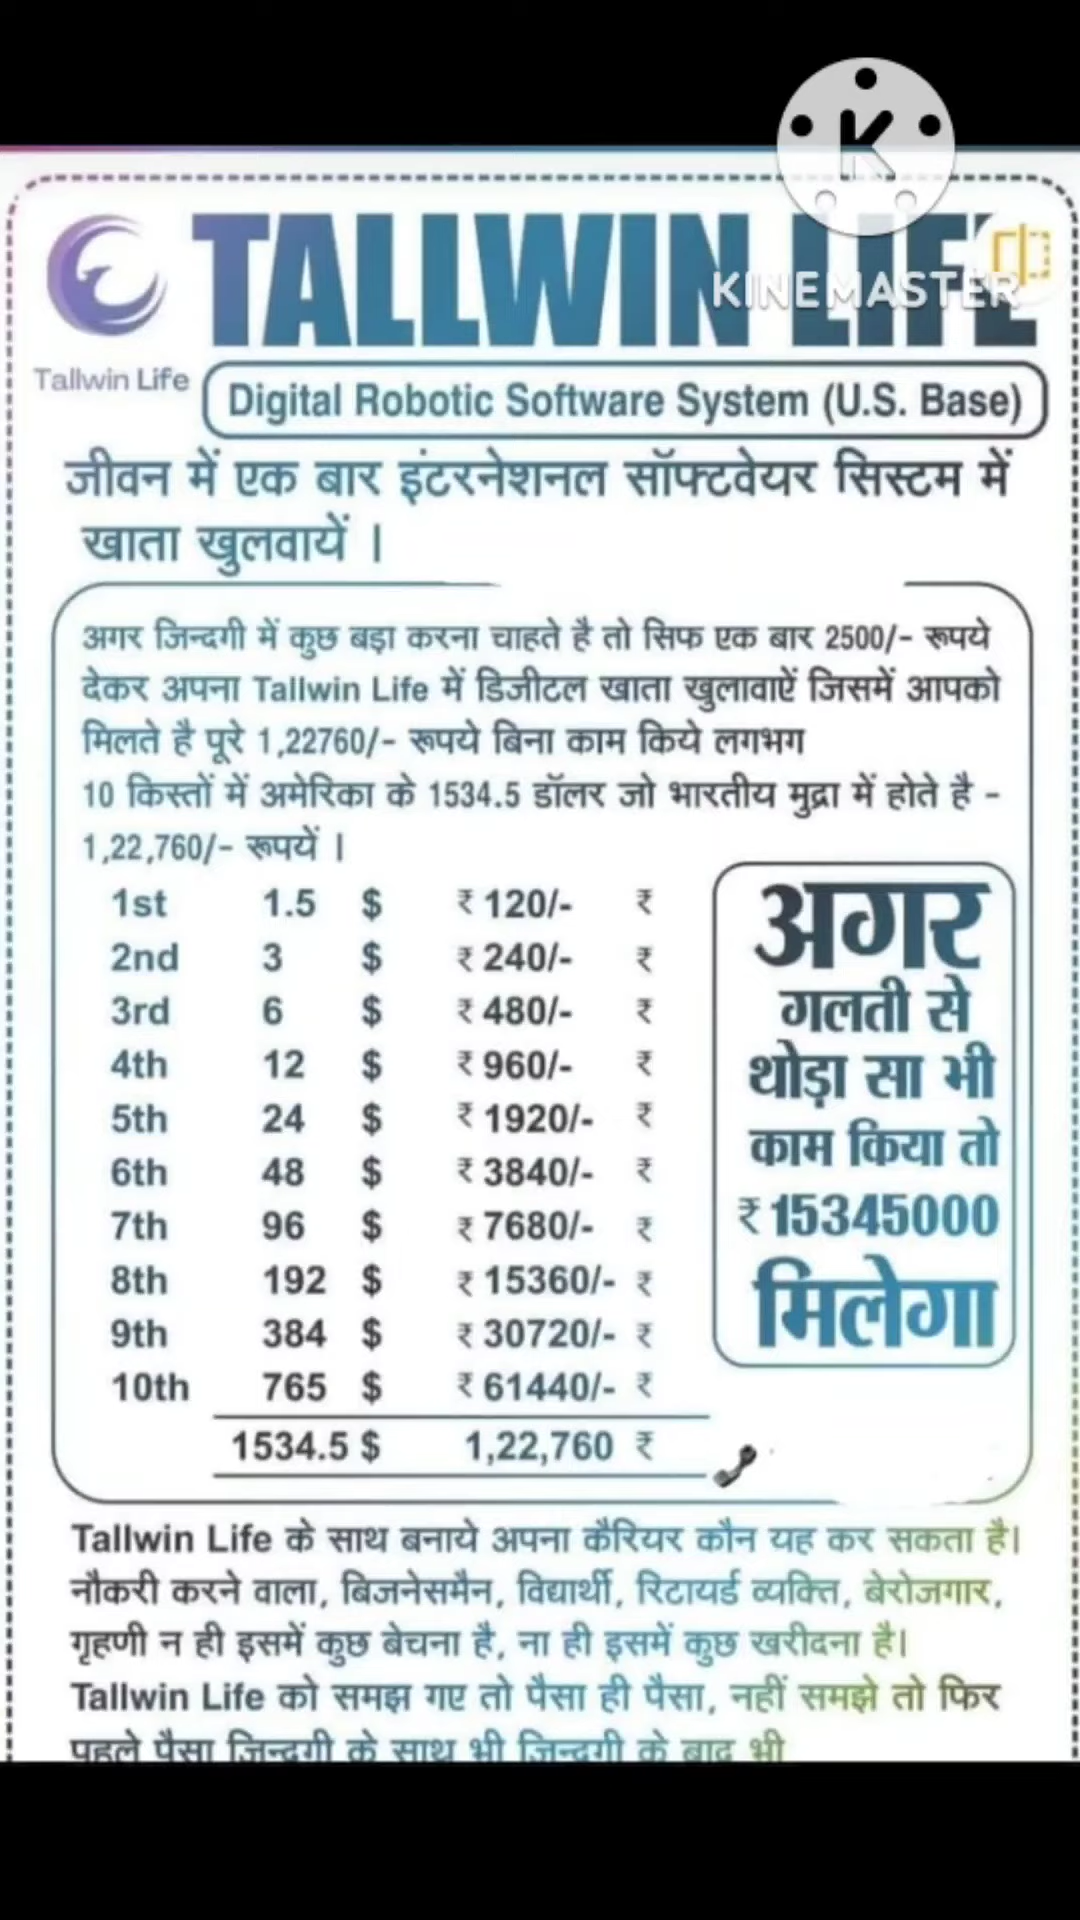 TALLWIN LIFE
KINEMASTER
Tallwin Life
Digital Robotic Software System (U.S. Base)
जीवन में एक बार इंटरनेशनल सॉफ्टवेयर सिस्टम में
खाता खुलवायें ।
अगर जिन्दगी में कुछ बड़ा करना चाहते है तो सिफ एक बार 2500/- रूपये
देकर अपना Tallwin Life में डिजीटल खाता खुलावाऐं जिसमें आपको
मिलते है पूरे 1,22760/- रूपये बिना काम किये लगभग
10 किस्तों में अमेरिका के 1534.5 डॉलर जो भारतीय मुद्रा में होते है -
1,22,760/- रूपयें ।
1st 1.5 $ ₹ 120/- ₹
2nd 3 $ ₹ 240/- ₹
3rd 6 $ ₹ 480/- ₹
4th 12 $ ₹ 960/- ₹
5th 24 $ ₹ 1920/- ₹
6th 48 $ ₹ 3840/- ₹
7th 96 $ ₹ 7680/- ₹
8th 192 $ ₹ 15360/- ₹
9th 384 $ ₹ 30720/- ₹
10th 765 $ ₹ 61440/- ₹
1534.5 $ 1,22,760 ₹
अगर
गलती से
थोड़ा सा भी
काम किया तो
₹ 15345000
मिलेगा
Tallwin Life के साथ बनाये अपना कैरियर कौन यह कर सकता है।
नौकरी करने वाला, बिजनेसमैन, विद्यार्थी, रिटायर्ड व्यक्ति, बेरोजगार,
गृहणी न ही इसमें कुछ बेचना है, ना ही इसमें कुछ खरीदना है।
Tallwin Life को समझ गए तो पैसा ही पैसा, नहीं समझे तो फिर
पहले पैसा जिन्दगी के साथ भी जिन्दगी के बाद भी